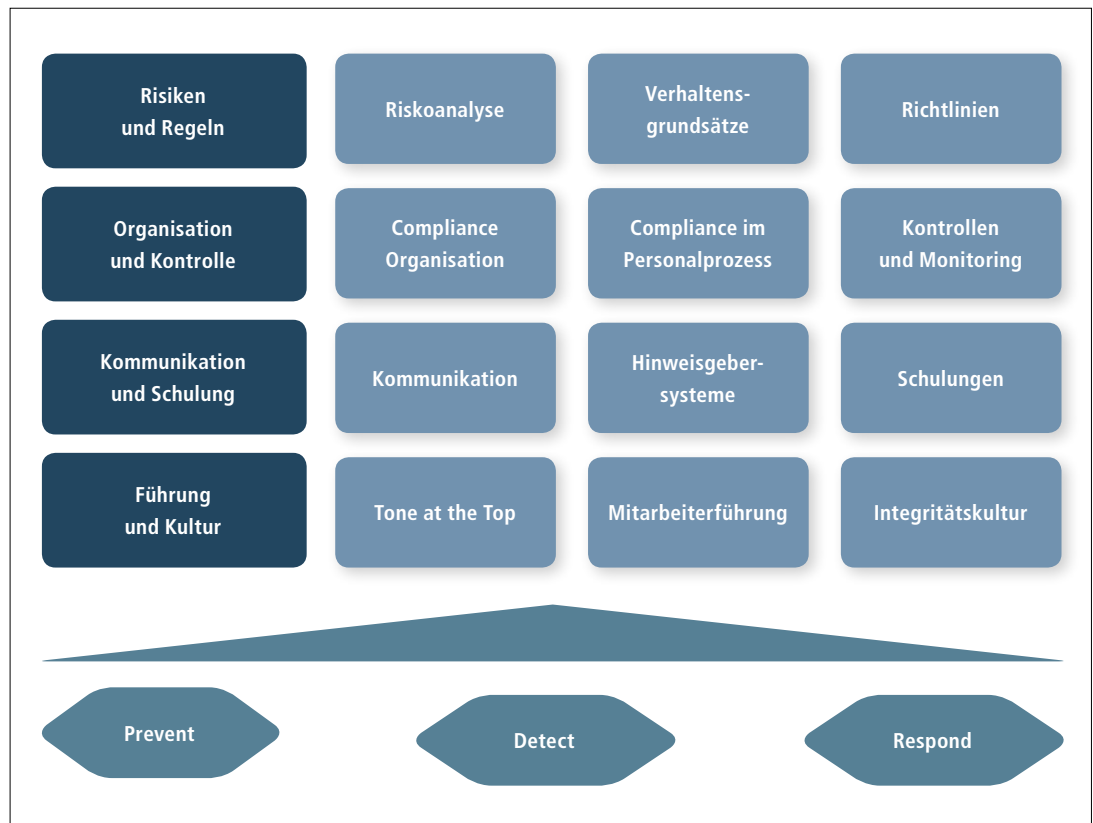 Risiken
und Regeln
Riskoanalyse
Verhaltens-
grundsätze
Richtlinien
Organisation
und Kontrolle
Compliance
Organisation
Compliance im
Personalprozess
Kontrollen
und Monitoring
Kommunikation
und Schulung
Kommunikation
Hinweisgeber-
systeme
Schulungen
Führung
und Kultur
Tone at the Top
Mitarbeiterführung
Integritätskultur
Prevent
Detect
Respond